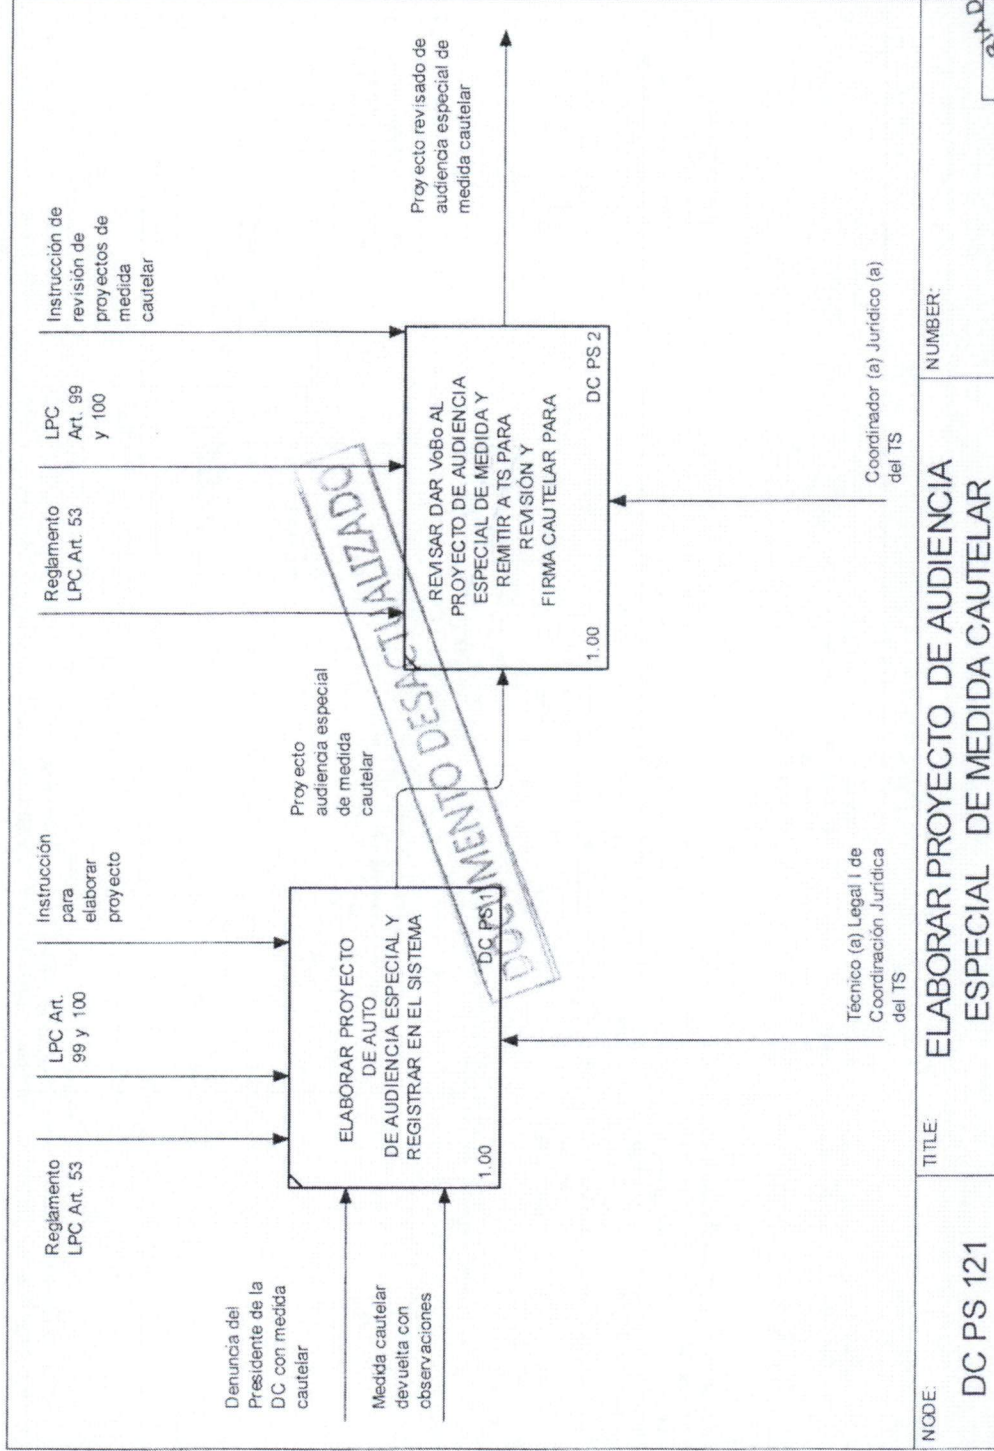 Reglamento
LPC Art. 53
LPC Art.
99 y 100
Instrucción
para
elaborar
proyecto
Denuncia del
Presidente de la
DC con medida
cautelar
Medida cautelar
devuelta con
observaciones
ELABORAR PROYECTO
DE AUTO
DE AUDIENCIA ESPECIAL Y
REGISTRAR EN EL SISTEMA
1.00
DC PS 1
Proyecto
audiencia especial
de medida
cautelar
Técnico (a) Legal I de
Coordinación Jurídica
del TS
DOCUMENTO DESACTUALIZADO
Reglamento
LPC Art. 53
LPC
Art. 99
y 100
Instrucción de
revisión de
proyectos de
medida
cautelar
REVISAR DAR VoBo AL
PROYECTO DE AUDIENCIA
ESPECIAL DE MEDIDA Y
REMITIR A TS PARA
REVISIÓN Y
FIRMA CAUTELAR PARA
1.00
DC PS 2
Proyecto revisado de
audiencia especial de
medida cautelar
Coordinador (a) Jurídico (a)
del TS
NODE:
DC PS 121
TITLE:
ELABORAR PROYECTO DE AUDIENCIA
ESPECIAL DE MEDIDA CAUTELAR
NUMBER: